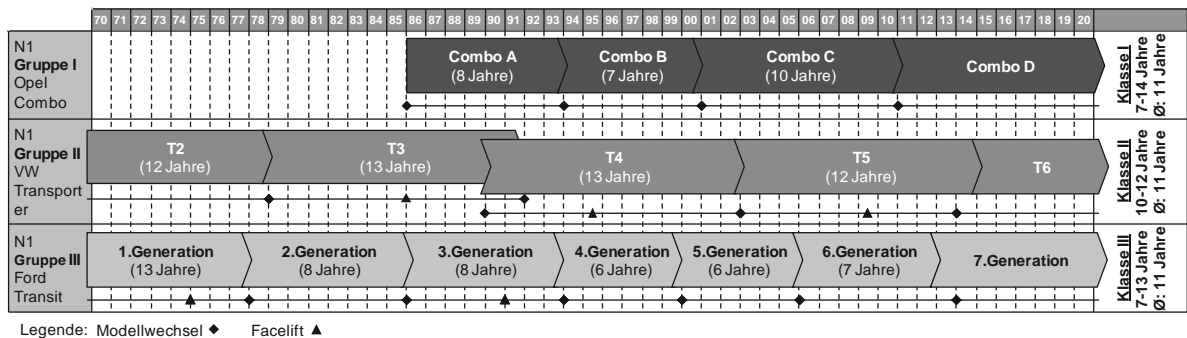 70 71 72 73 74 75 76 77 78 79 80 81 82 83 84 85 86 87 88 89 90 91 92 93 94 95 96 97 98 99 00 01 02 03 04 05 06 07 08 09 10 11 12 13 14 15 16 17 18 19 20
N1
Gruppe I
Opel
Combo
Combo A
(8 Jahre)
Combo B
(7 Jahre)
Combo C
(10 Jahre)
Combo D
Klasse I
7-14 Jahre
Ø: 11 Jahre
N1
Gruppe II
VW
Transport
er
T2
(12 Jahre)
T3
(13 Jahre)
T4
(13 Jahre)
T5
(12 Jahre)
T6
Klasse II
10-12 Jahre
Ø: 11 Jahre
N1
Gruppe III
Ford
Transit
1.Generation
(13 Jahre)
2.Generation
(8 Jahre)
3.Generation
(8 Jahre)
4.Generation
(6 Jahre)
5.Generation
(6 Jahre)
6.Generation
(7 Jahre)
7.Generation
Klasse III
7-13 Jahre
Ø: 11 Jahre
Legende: Modellwechsel ◆ Facelift ▲